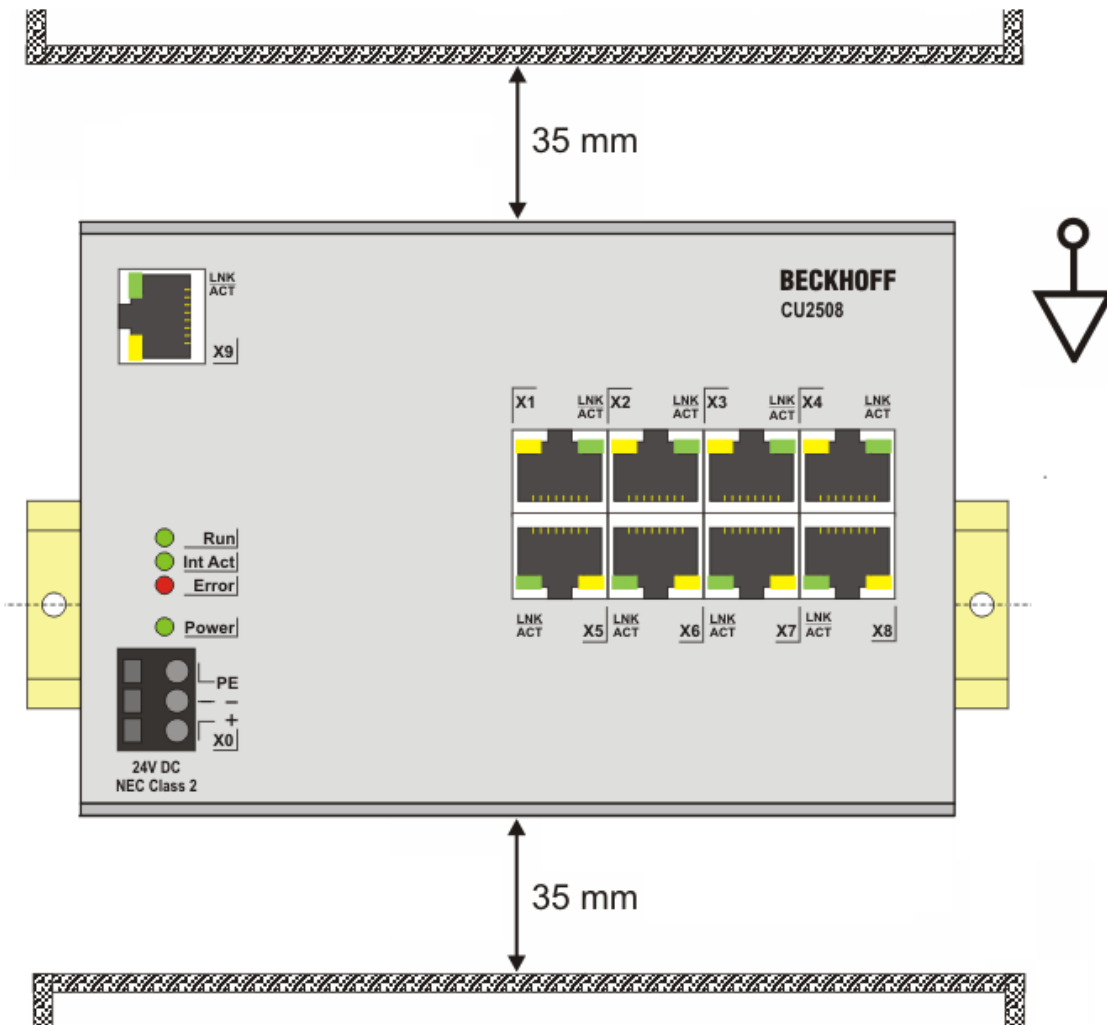 35 mm
LNK
ACT
X9
BECKHOFF
CU2508
X1 LNK ACT X2 LNK ACT X3 LNK ACT X4 LNK ACT
Run
Int Act
Error
Power
LNK ACT X5 LNK ACT X6 LNK ACT X7 LNK ACT X8
PE
–
+
X0
24V DC
NEC Class 2
35 mm